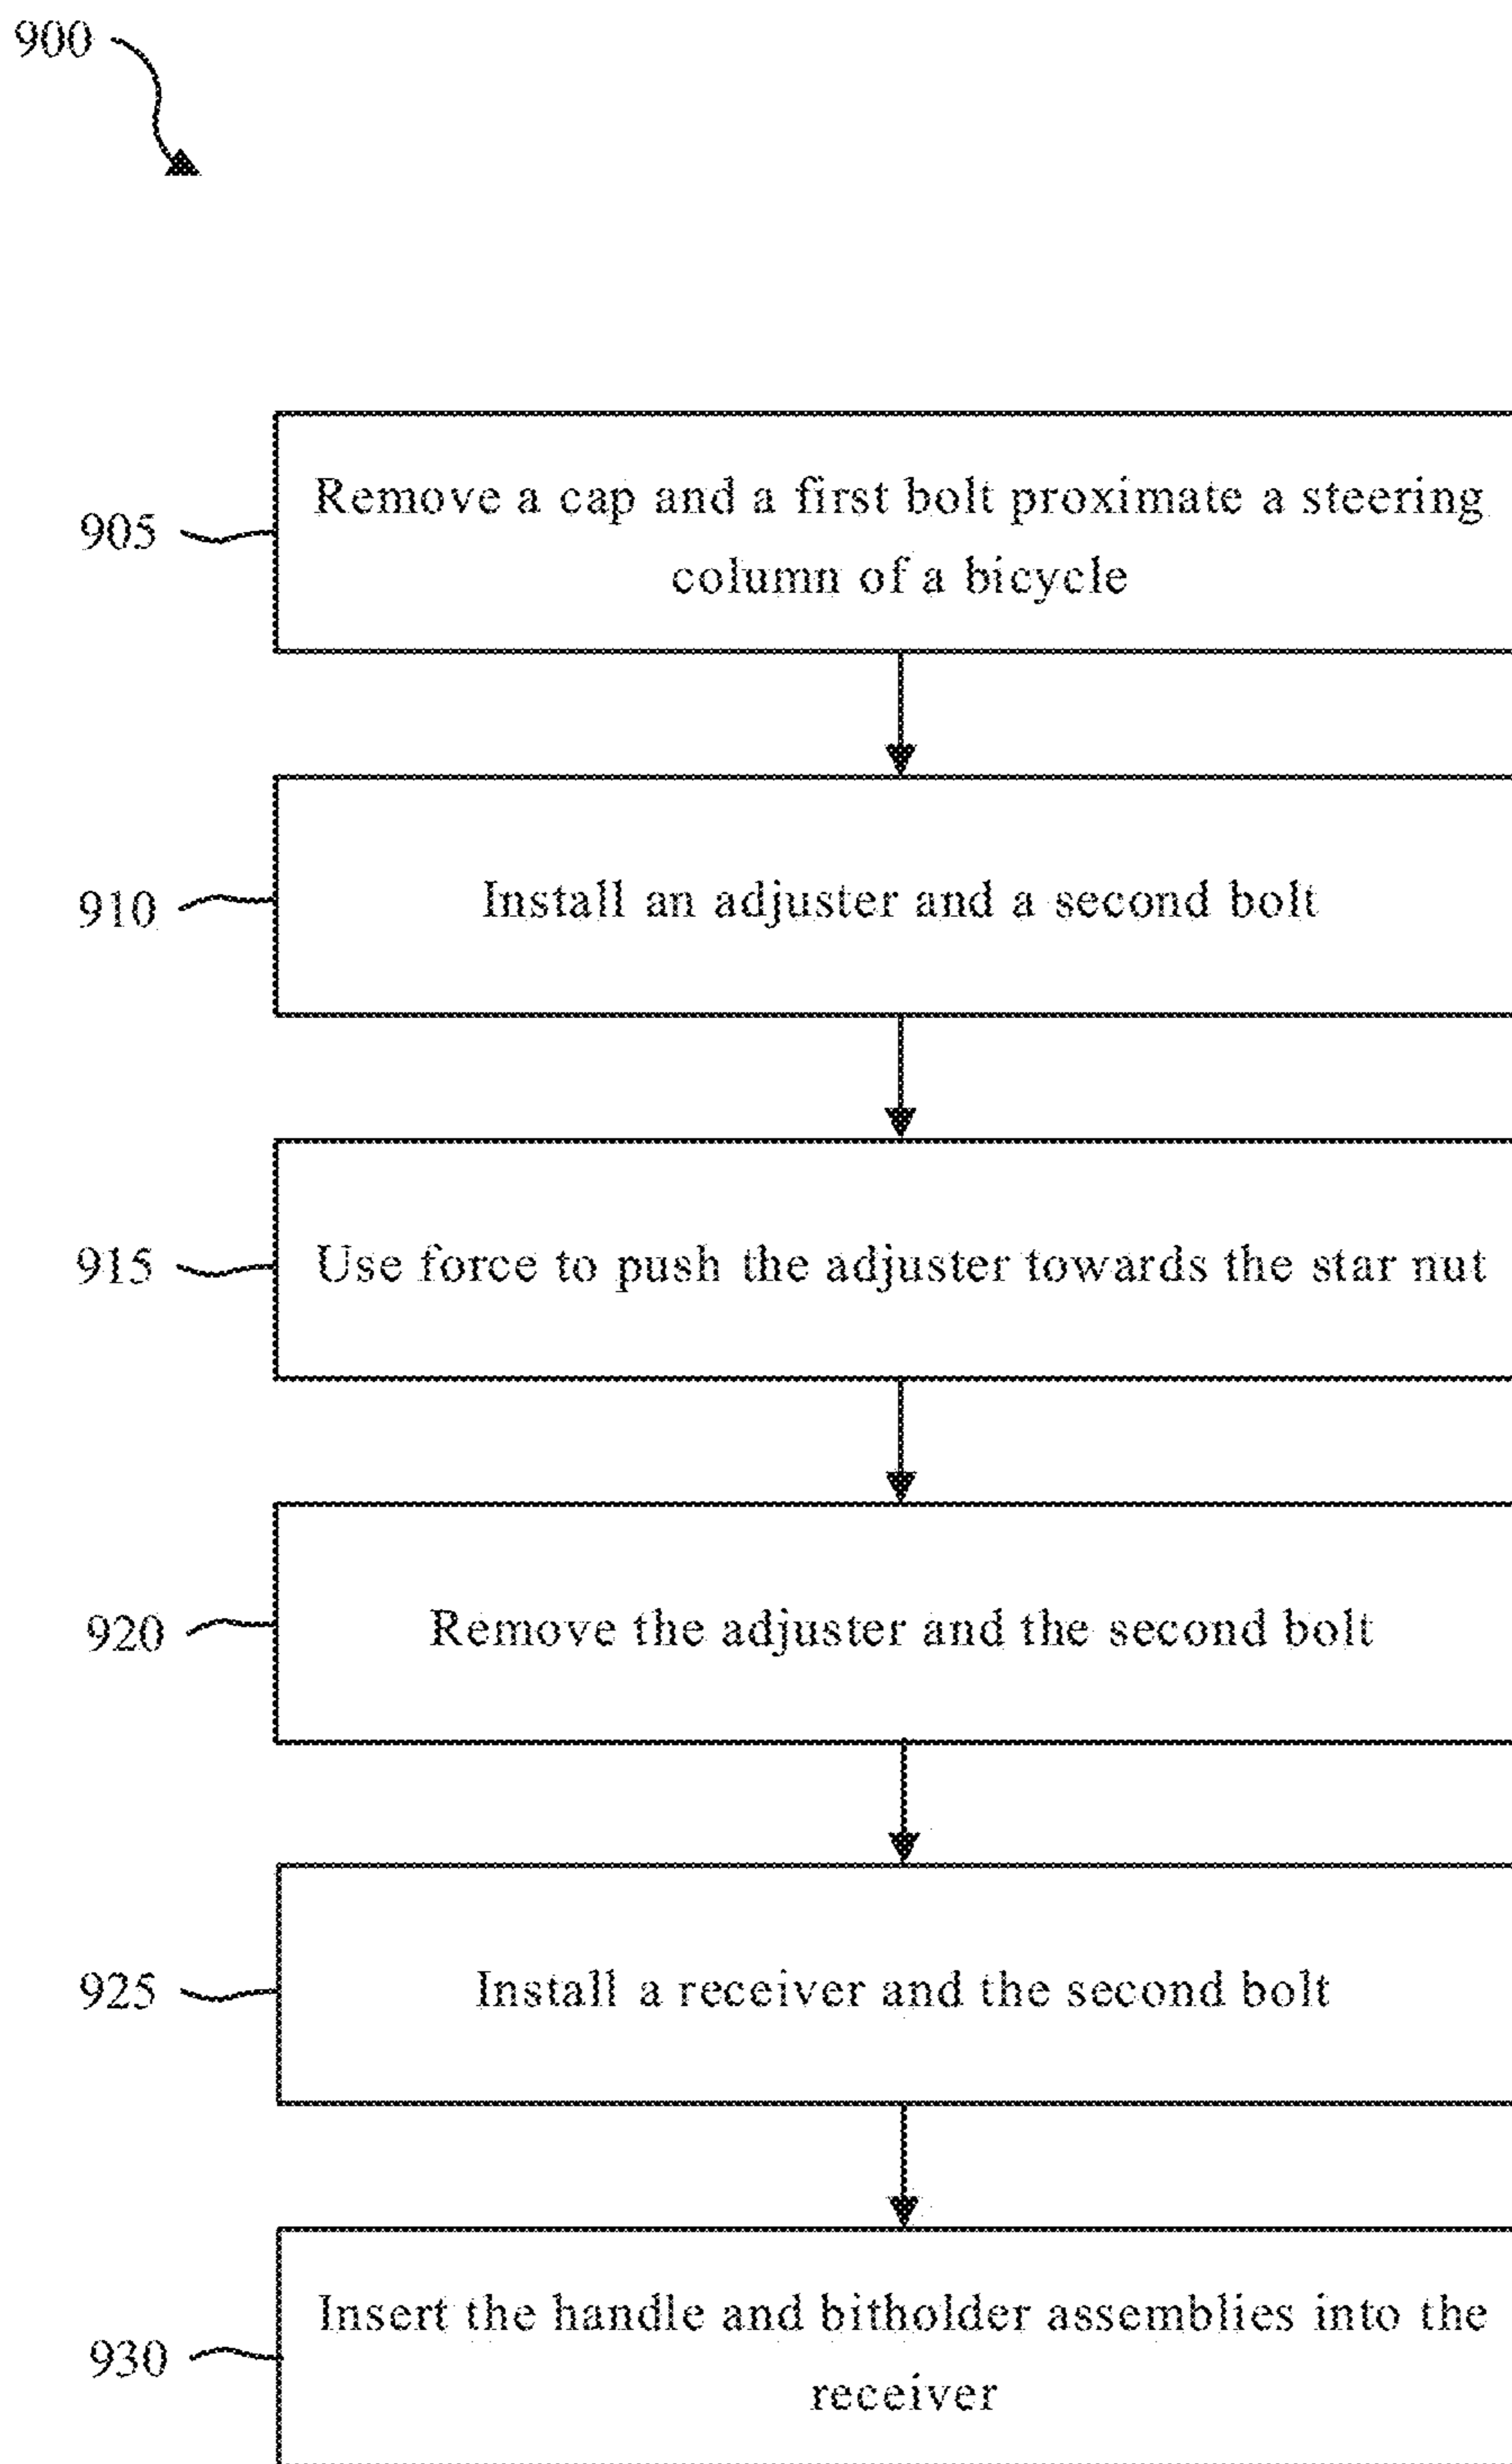 900
Remove a cap and a first bolt proximate a steering
905
column of a bicycle
910
Install an adjuster and a second bolt
915
Use force to push the adjuster towards the star nut
920
Remove the adjuster and the second bolt
925
Install a receiver and the second bolt
Insert the handle and bitholder assemblies into the
930
receiver